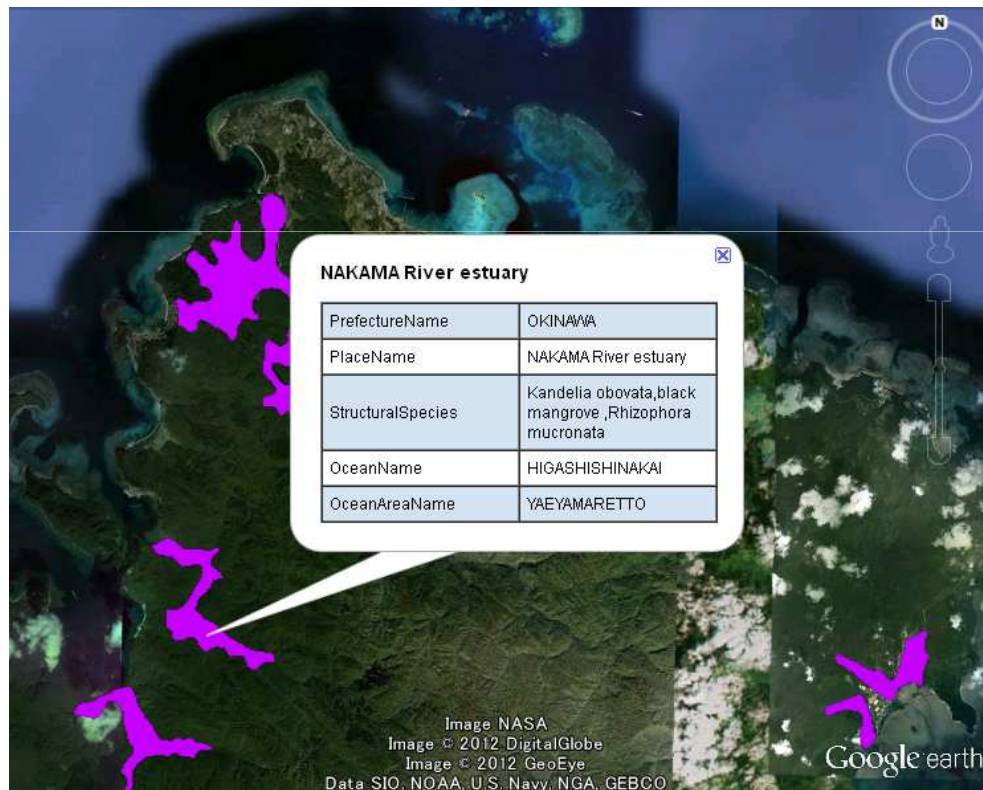 N
NAKAMA River estuary
PrefectureName OKINAWA
PlaceName NAKAMA River estuary
StructuralSpecies Kandelia obovata,black
mangrove ,Rhizophora
mucronata
OceanName HIGASHISHINAKAI
OceanAreaName YAEYAMARETTO
Image NASA
Image © 2012 DigitalGlobe
Image © 2012 GeoEye
Data SIO, NOAA, U.S. Navy, NGA, GEBCO
Google earth